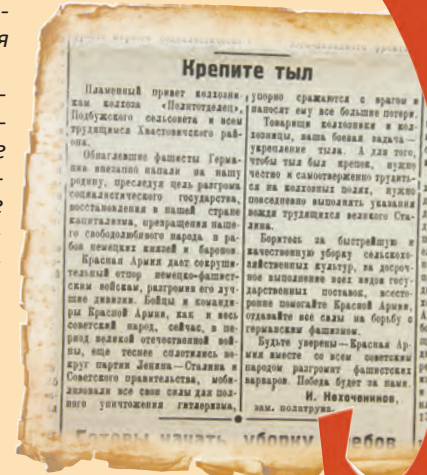 Крепите тыл
Пламенный привет колхозни-
кам колхоза «Политотделец»,
Подбужского сельсовета и всем
трудящимся Хвастовичского рай-
она.
Обнаглевшие фашисты Герма-
нии внезапно напали на нашу
родину, преследуя цель разгрома
социалистического государства,
восстановления в нашей стране
капитализма, превращения наше-
го свободолюбивого народа в ра-
бов немецких князей и баронов.
Красная Армия дает сокруши-
тельный отпор немецко-фашист-
ским войскам, разгромив его луч-
шие дивизии. Бойцы и команди-
ры Красной Армии, как и весь
советский народ, сейчас, в пе-
риод великой отечественной вой-
ны, еще теснее сплотились во-
круг партии Ленина—Сталина и
Советского правительства, моби-
лизовали все свои силы для пол-
ного уничтожения гитлеризма,
упорно сражаются с врагом и
наносят ему все большие потери.
Товарищи колхозники и кол-
хозницы, ваша боевая задача—
укрепление тыла. А для того,
чтобы тыл был крепок, нужно
честно и самоотверженно трудить-
ся на колхозных полях, нужно
повседневно выполнять указания
вождя трудящихся великого Ста-
лина.
Боритесь за быстрейшую и
качественную уборку сельскохо-
зяйственных культур, на досроч-
ное выполнение всех видов госу-
дарственных поставок, всесто-
ронне помогайте Красной Армии,
отдавайте все силы на борьбу с
германским фашизмом.
Будьте уверены—Красная Ар-
мия вместе со всем советским
народом разгромит фашистских
варваров. Победа будет за нами.
И. Нехочениннов,
зам. политрука.
Готовы начать уборку хлебов